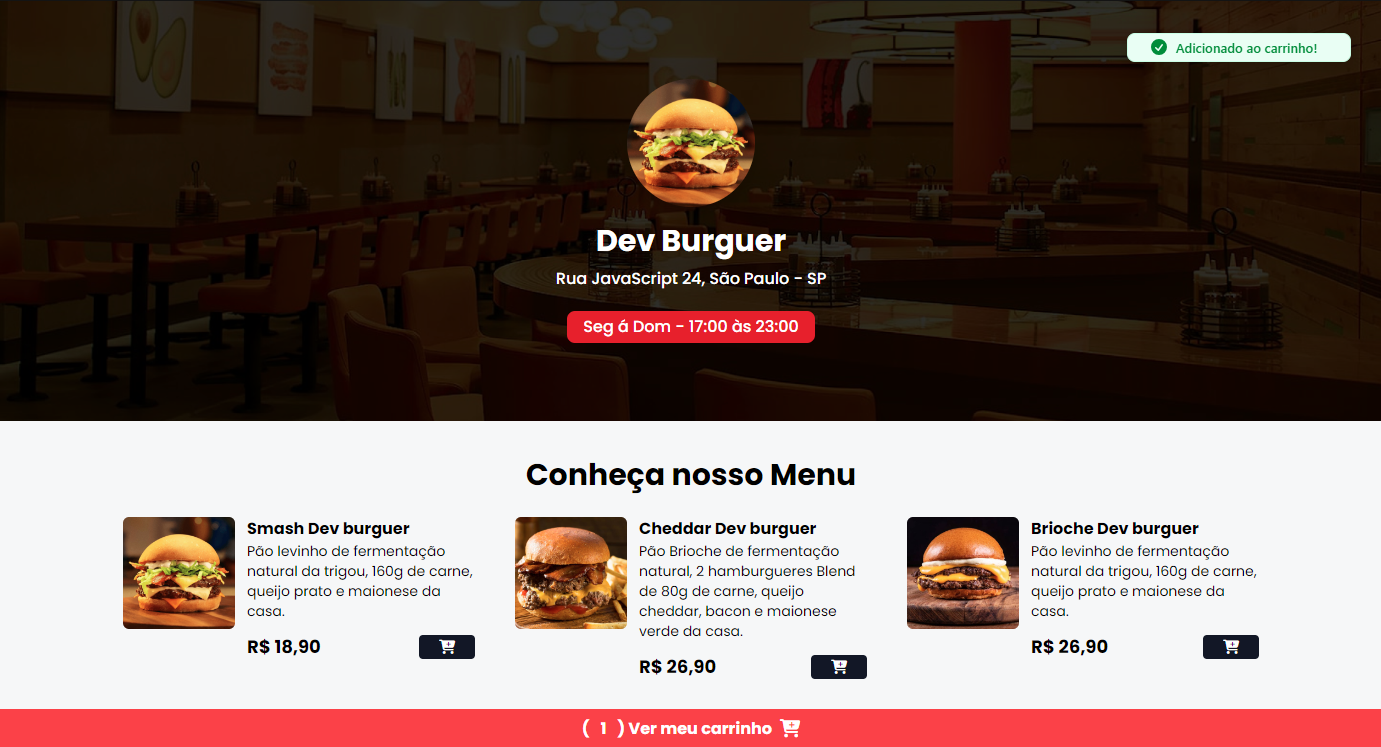 Adicionado ao carrinho!
Dev Burguer
Rua JavaScript 24, São Paulo - SP
Seg á Dom - 17:00 às 23:00
Conheça nosso Menu
Smash Dev burguer
Pão levinho de fermentação
natural da trigou, 160g de carne,
queijo prato e maionese da
casa.
R$ 18,90
Cheddar Dev burguer
Pão Brioche de fermentação
natural, 2 hamburgueres Blend
de 80g de carne, queijo
cheddar, bacon e maionese
verde da casa.
R$ 26,90
Brioche Dev burguer
Pão levinho de fermentação
natural da trigou, 160g de carne,
queijo prato e maionese da
casa.
R$ 26,90
( 1 ) Ver meu carrinho